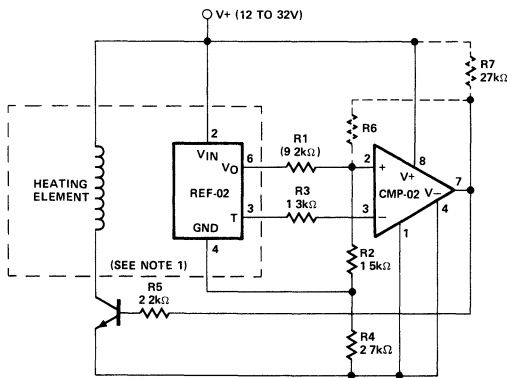 V+ (12 TO 32V)
R7
27kΩ
R6
2
VIN
VO
6
R1
(9 2kΩ)
2
+
V+
8
7
HEATING
ELEMENT
REF-02
R3
1 3kΩ
CMP-02
V−
4
T
3
3
−
GND
4
1
(SEE NOTE 1)
R2
1 5kΩ
R5
2 2kΩ
R4
2 7kΩ